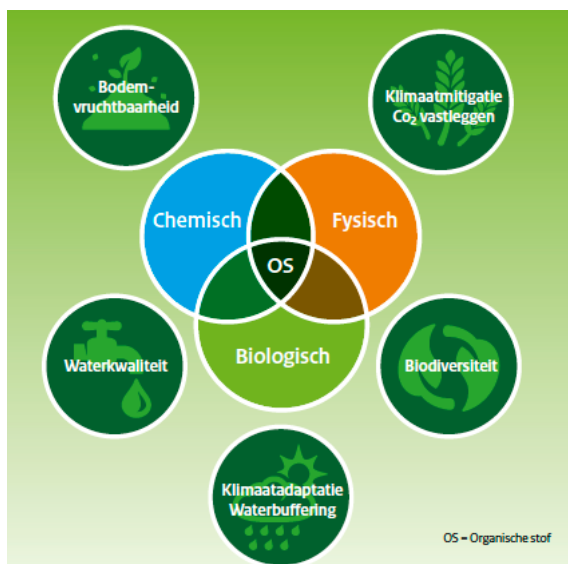 Bodem-
vruchtbaarheid
Klimaatmitigatie
Co₂ vastleggen
Chemisch
Fysisch
OS
Biologisch
Waterkwaliteit
Biodiversiteit
Klimaatadaptatie
Waterbuffering
OS = Organische stof